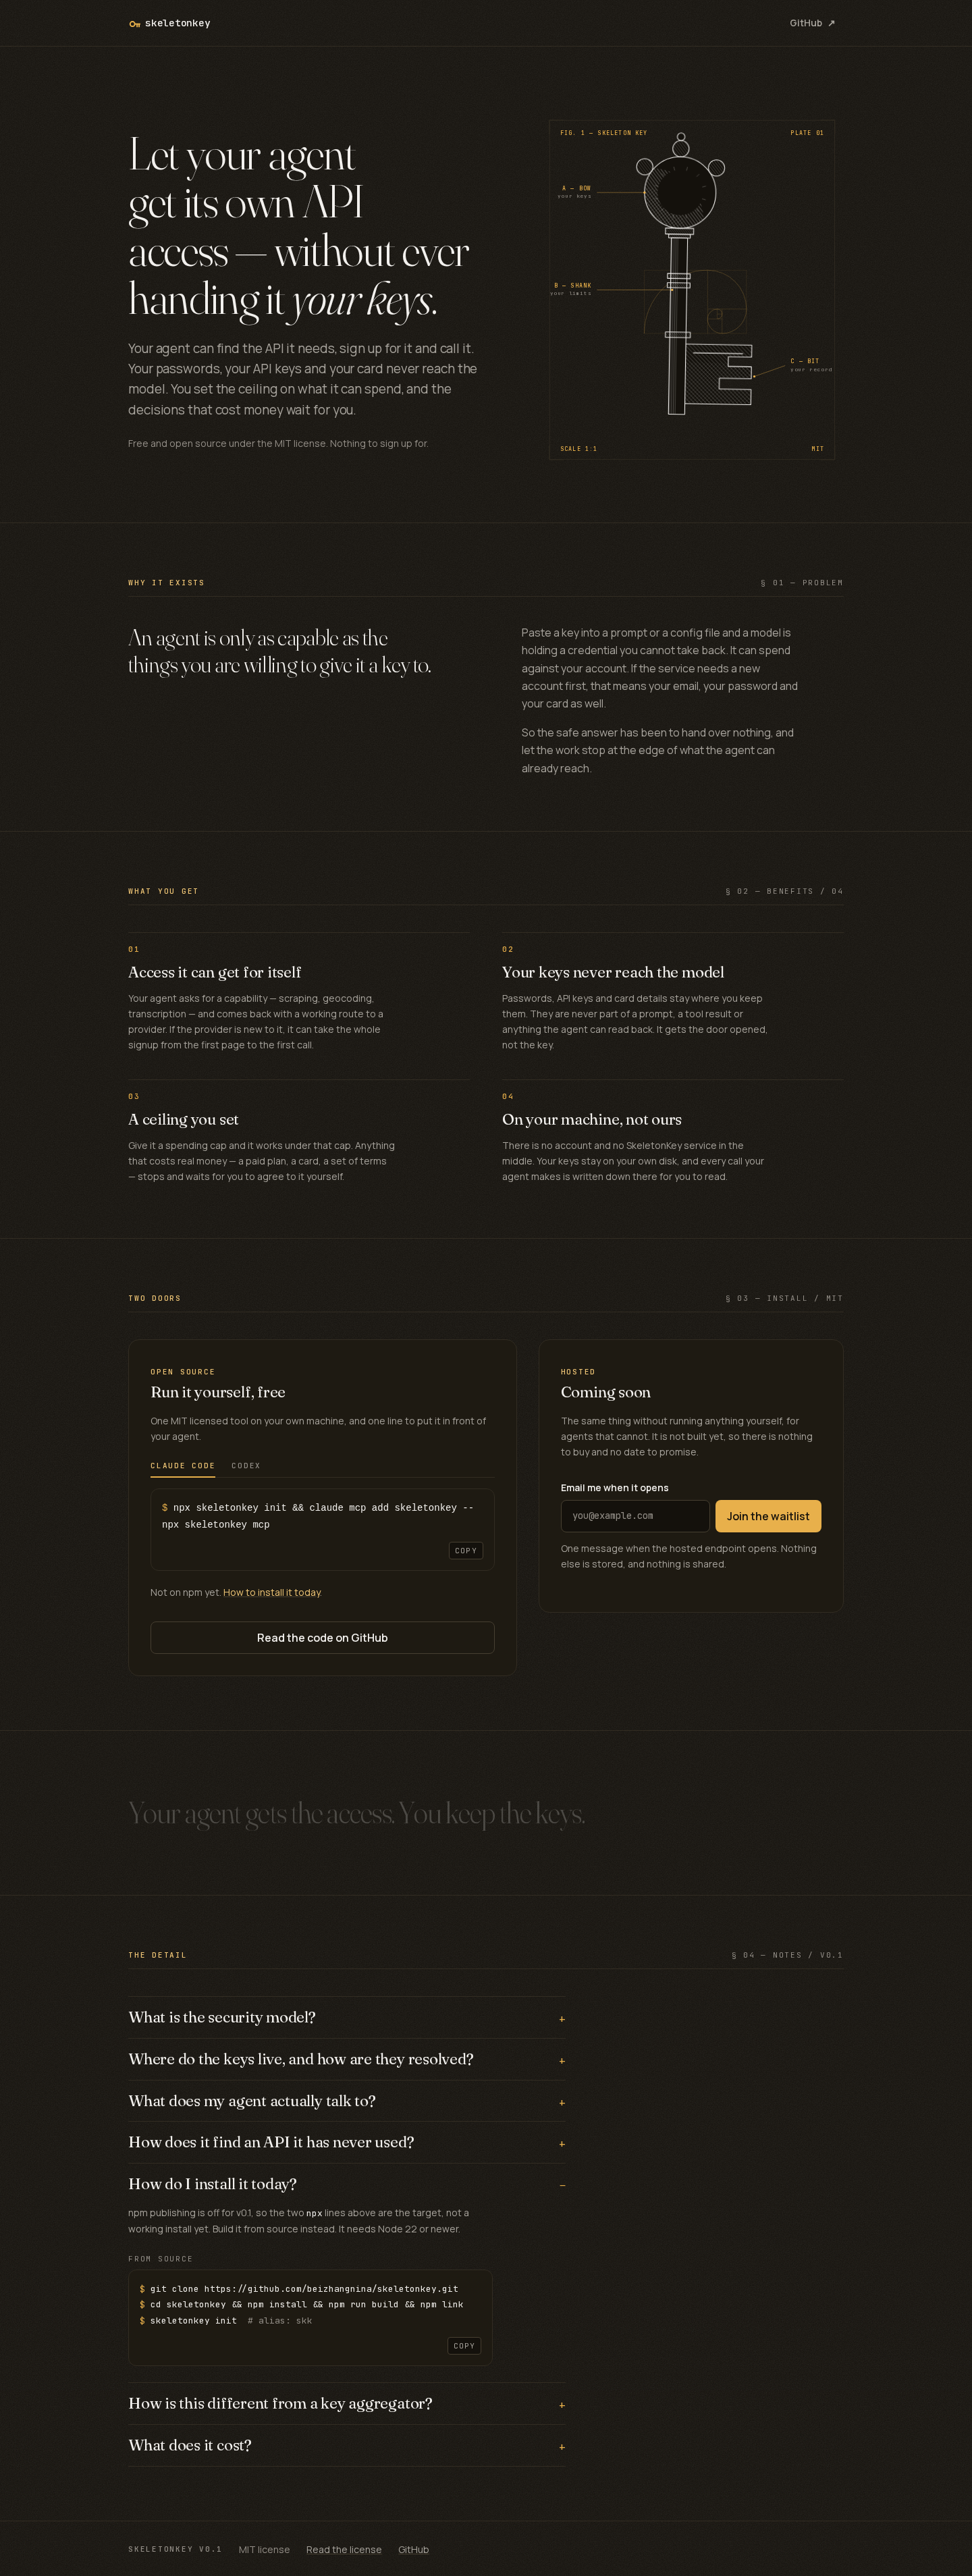 skeletonkey
GitHub ↗
Let your agent
get its own API
access — without ever
handing it your keys.
Your agent can find the API it needs, sign up for it and call it.
Your passwords, your API keys and your card never reach the
model. You set the ceiling on what it can spend, and the
decisions that cost money wait for you.
Free and open source under the MIT license. Nothing to sign up for.
FIG. 1 — SKELETON KEY
PLATE 01
A — BOW
your keys
B — SHANK
your limits
C — BIT
your record
SCALE 1:1
MIT
WHY IT EXISTS
§ 01 — PROBLEM
An agent is only as capable as the
things you are willing to give it a key to.
Paste a key into a prompt or a config file and a model is
holding a credential you cannot take back. It can spend
against your account. If the service needs a new
account first, that means your email, your password and
your card as well.
So the safe answer has been to hand over nothing, and
let the work stop at the edge of what the agent can
already reach.
WHAT YOU GET
§ 02 — BENEFITS / 04
01
Access it can get for itself
Your agent asks for a capability — scraping, geocoding,
transcription — and comes back with a working route to a
provider. If the provider is new to it, it can take the whole
signup from the first page to the first call.
02
Your keys never reach the model
Passwords, API keys and card details stay where you keep
them. They are never part of a prompt, a tool result or
anything the agent can read back. It gets the door opened,
not the key.
03
A ceiling you set
Give it a spending cap and it works under that cap. Anything
that costs real money — a paid plan, a card, a set of terms
— stops and waits for you to agree to it yourself.
04
On your machine, not ours
There is no account and no SkeletonKey service in the
middle. Your keys stay on your own disk, and every call your
agent makes is written down there for you to read.
TWO DOORS
§ 03 — INSTALL / MIT
OPEN SOURCE
Run it yourself, free
One MIT licensed tool on your own machine, and one line to put it in front of
your agent.
CLAUDE CODE
CODEX
$ npx skeletonkey init && claude mcp add skeletonkey --
npx skeletonkey mcp
COPY
Not on npm yet. How to install it today.
Read the code on GitHub
HOSTED
Coming soon
The same thing without running anything yourself, for
agents that cannot. It is not built yet, so there is nothing
to buy and no date to promise.
Email me when it opens
you@example.com
Join the waitlist
One message when the hosted endpoint opens. Nothing
else is stored, and nothing is shared.
Your agent gets the access. You keep the keys.
THE DETAIL
§ 04 — NOTES / V0.1
What is the security model?
+
Where do the keys live, and how are they resolved?
+
What does my agent actually talk to?
+
How does it find an API it has never used?
+
How do I install it today?
–
npm publishing is off for v0.1, so the two npx lines above are the target, not a
working install yet. Build it from source instead. It needs Node 22 or newer.
FROM SOURCE
$ git clone https://github.com/beizhangnina/skeletonkey.git
$ cd skeletonkey && npm install && npm run build && npm link
$ skeletonkey init # alias: skk
COPY
How is this different from a key aggregator?
+
What does it cost?
+
SKELETONKEY V0.1
MIT license
Read the license
GitHub